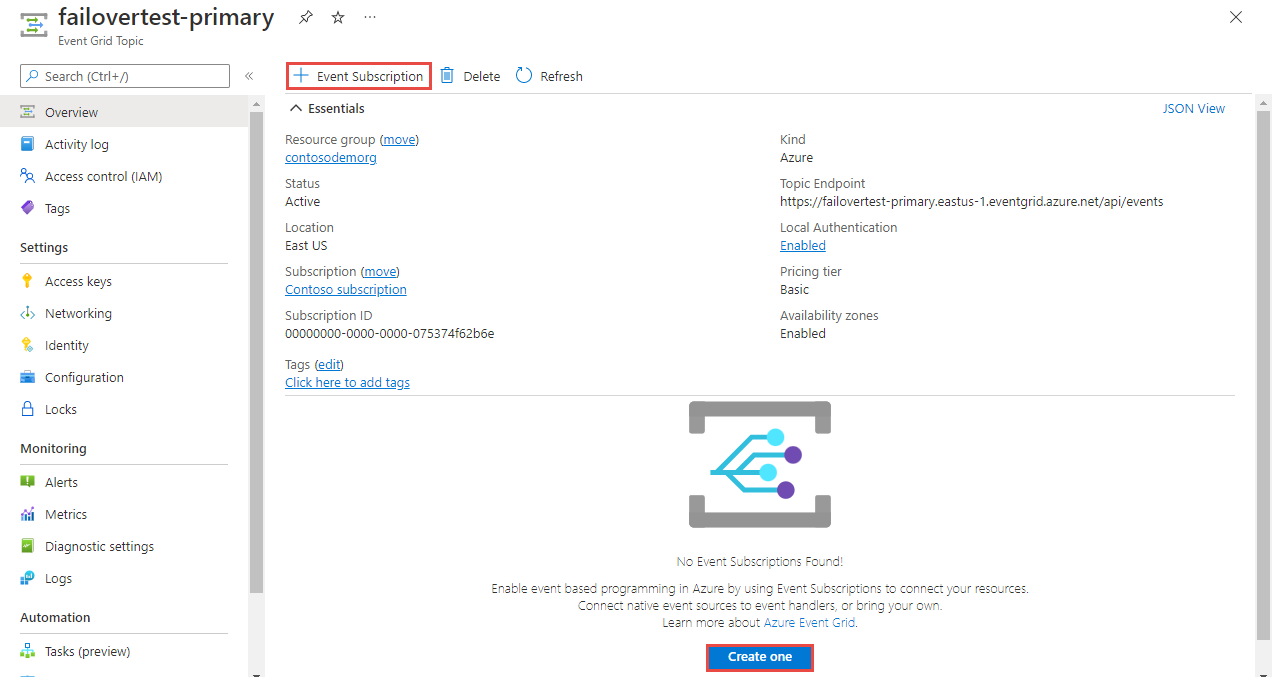 failovertest-primary
Event Grid Topic
Search (Ctrl+/)
Overview
Activity log
Access control (IAM)
Tags
Settings
Access keys
Networking
Identity
Configuration
Locks
Monitoring
Alerts
Metrics
Diagnostic settings
Logs
Automation
Tasks (preview)
Event Subscription
Delete
Refresh
Essentials
JSON View
Resource group (move)
contosodemorg
Status
Active
Location
East US
Subscription (move)
Contoso subscription
Subscription ID
00000000-0000-0000-075374f62b6e
Tags (edit)
Click here to add tags
Kind
Azure
Topic Endpoint
https://failovertest-primary.eastus-1.eventgrid.azure.net/api/events
Local Authentication
Enabled
Pricing tier
Basic
Availability zones
Enabled
No Event Subscriptions Found!
Enable event based programming in Azure by using Event Subscriptions to connect your resources.
Connect native event sources to event handlers, or bring your own.
Learn more about Azure Event Grid.
Create one